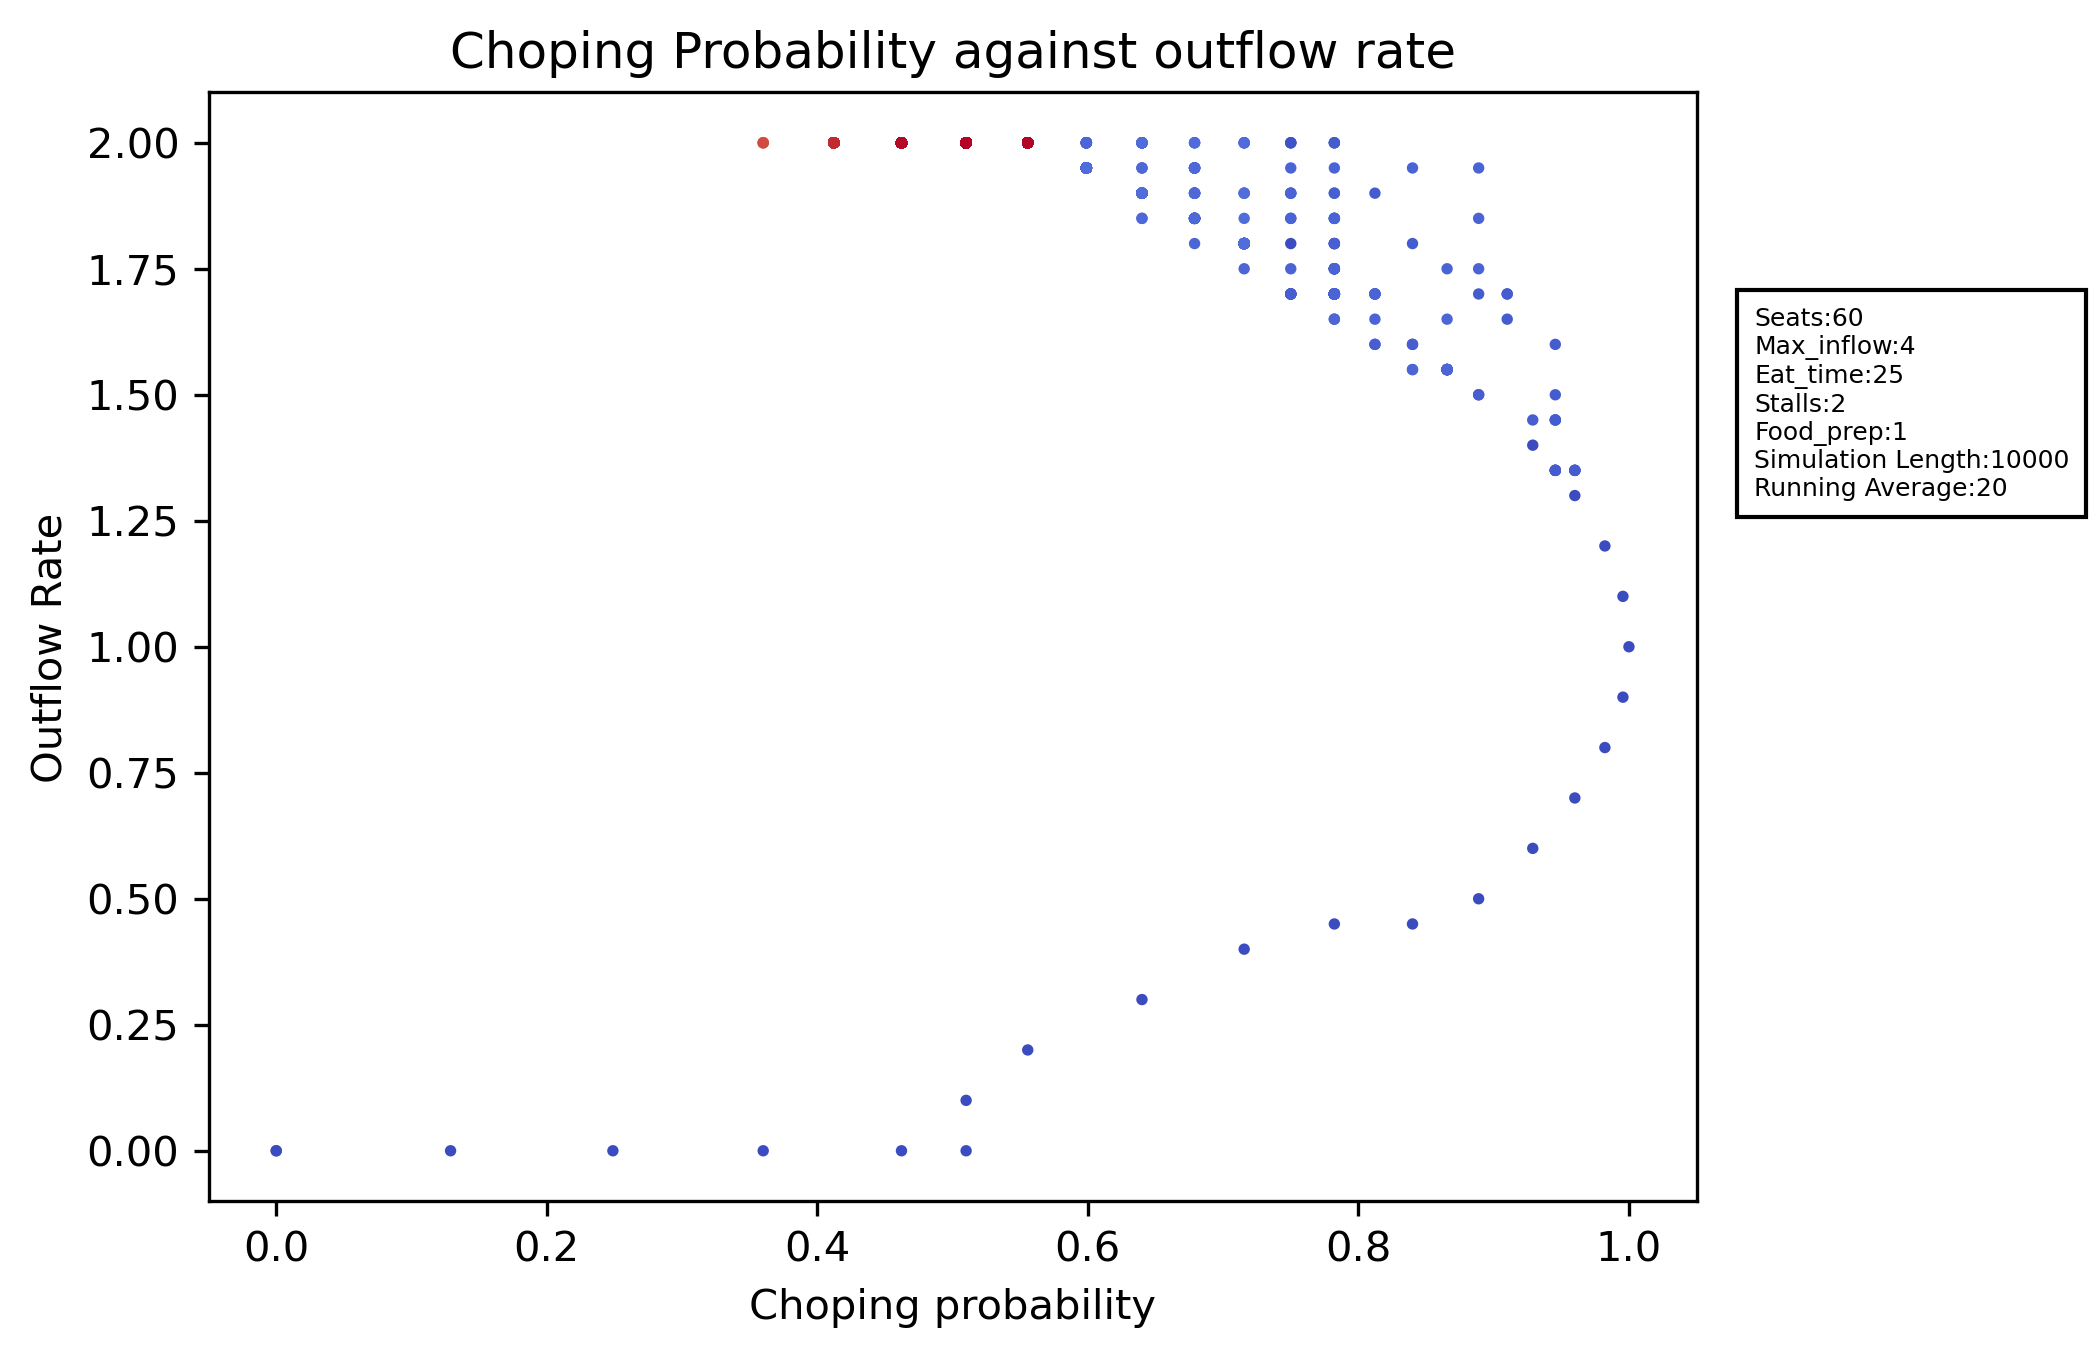 Choping Probability against outflow rate
2.00
1.75
1.50
1.25
1.00
0.75
0.50
0.25
0.00
Outflow Rate
0.0 0.2 0.4 0.6 0.8 1.0
Choping probability
Seats:60
Max_inflow:4
Eat_time:25
Stalls:2
Food_prep:1
Simulation Length:10000
Running Average:20